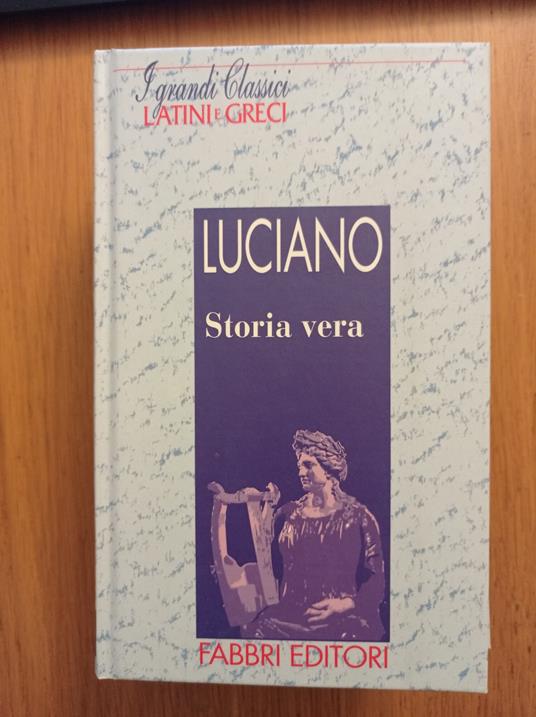 I grandi Classici
LATINI E GRECI
LUCIANO
Storia vera
FABBRI EDITORI